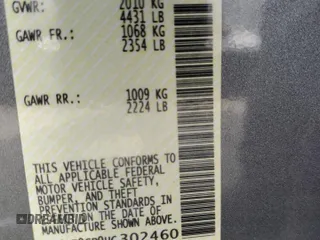 GVWR: 2010 KG
4431 LB
GAWR FR.: 1068 KG
2354 LB
GAWR RR.: 1009 KG
2224 LB
THIS VEHICLE CONFORMS TO
ALL APPLICABLE FEDERAL
MOTOR VEHICLE SAFETY,
BUMPER, AND THEFT
PREVENTION STANDARDS IN
EFFECT ON THE DATE OF
MANUFACTURE SHOWN ABOVE.
302460
DREAMBID